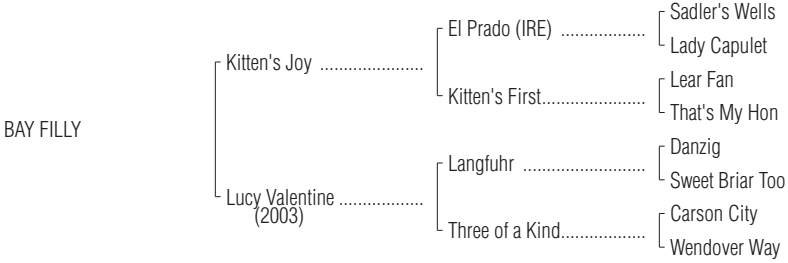 Sadler's Wells
El Prado (IRE) ..................
Lady Capulet
Kitten's Joy ......................
Lear Fan
Kitten's First......................
That's My Hon
BAY FILLY
Danzig
Langfuhr ..........................
Sweet Briar Too
Lucy Valentine ..................
(2003)
Carson City
Three of a Kind..................
Wendover Way